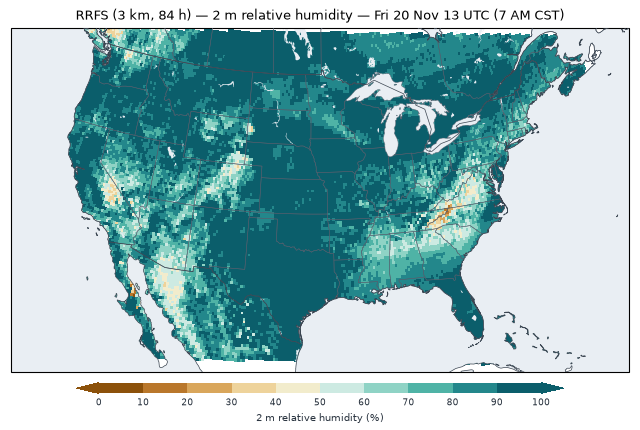 RRFS (3 km, 84 h) — 2 m relative humidity — Fri 20 Nov 13 UTC (7 AM CST)
0 10 20 30 40 50 60 70 80 90 100
2 m relative humidity (%)